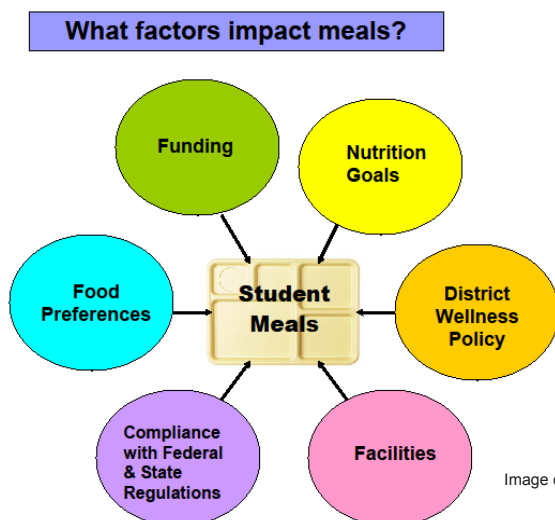 What factors impact meals?
Funding
Nutrition
Goals
Food
Preferences
Student
Meals
District
Wellness
Policy
Compliance
with Federal
& State
Regulations
Facilities
Image